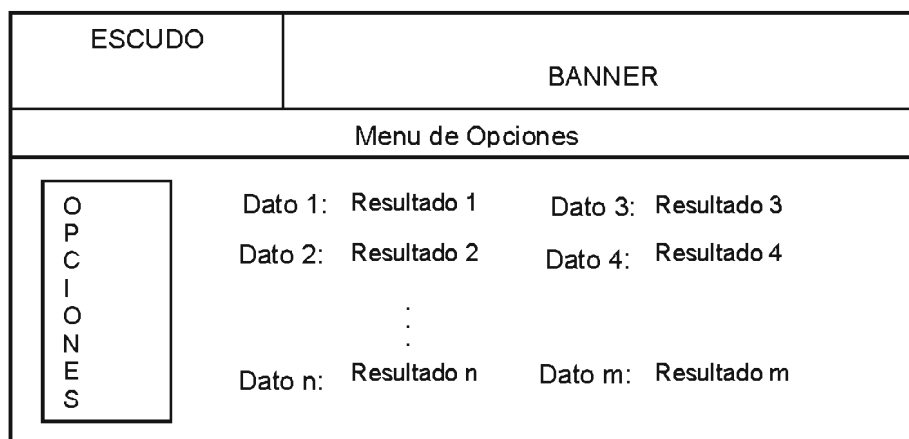 ESCUDO
BANNER
Menu de Opciones
O
P
C
I
O
N
E
S
Dato 1: Resultado 1 Dato 3: Resultado 3
Dato 2: Resultado 2 Dato 4: Resultado 4
.
.
.
Dato n: Resultado n Dato m: Resultado m